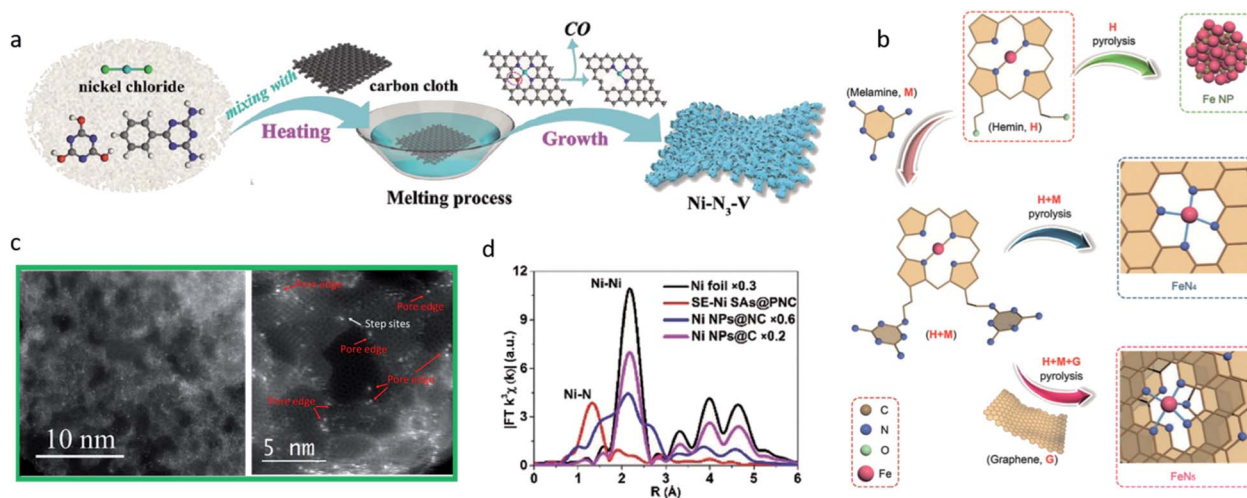 a
nickel chloride
mixing with
carbon cloth
Heating
Melting process
CO
Growth
Ni-N₃-V
b
(Melamine, M)
(Hemin, H)
H
pyrolysis
Fe NP
H+M
pyrolysis
FeN₄
(H+M)
H+M+G
pyrolysis
(Graphene, G)
FeN₅
C
N
O
Fe
c
10 nm
Pore edge
Pore edge
Step sites
Pore edge
Pore edge
Pore edge
5 nm
d
|FT k³χ (k)| (a.u.)
12
9
6
3
0
Ni-Ni
Ni-N
Ni foil ×0.3
SE-Ni SAs@PNC
Ni NPs@NC ×0.6
Ni NPs@C ×0.2
0 1 2 3 4 5 6
R (Å)